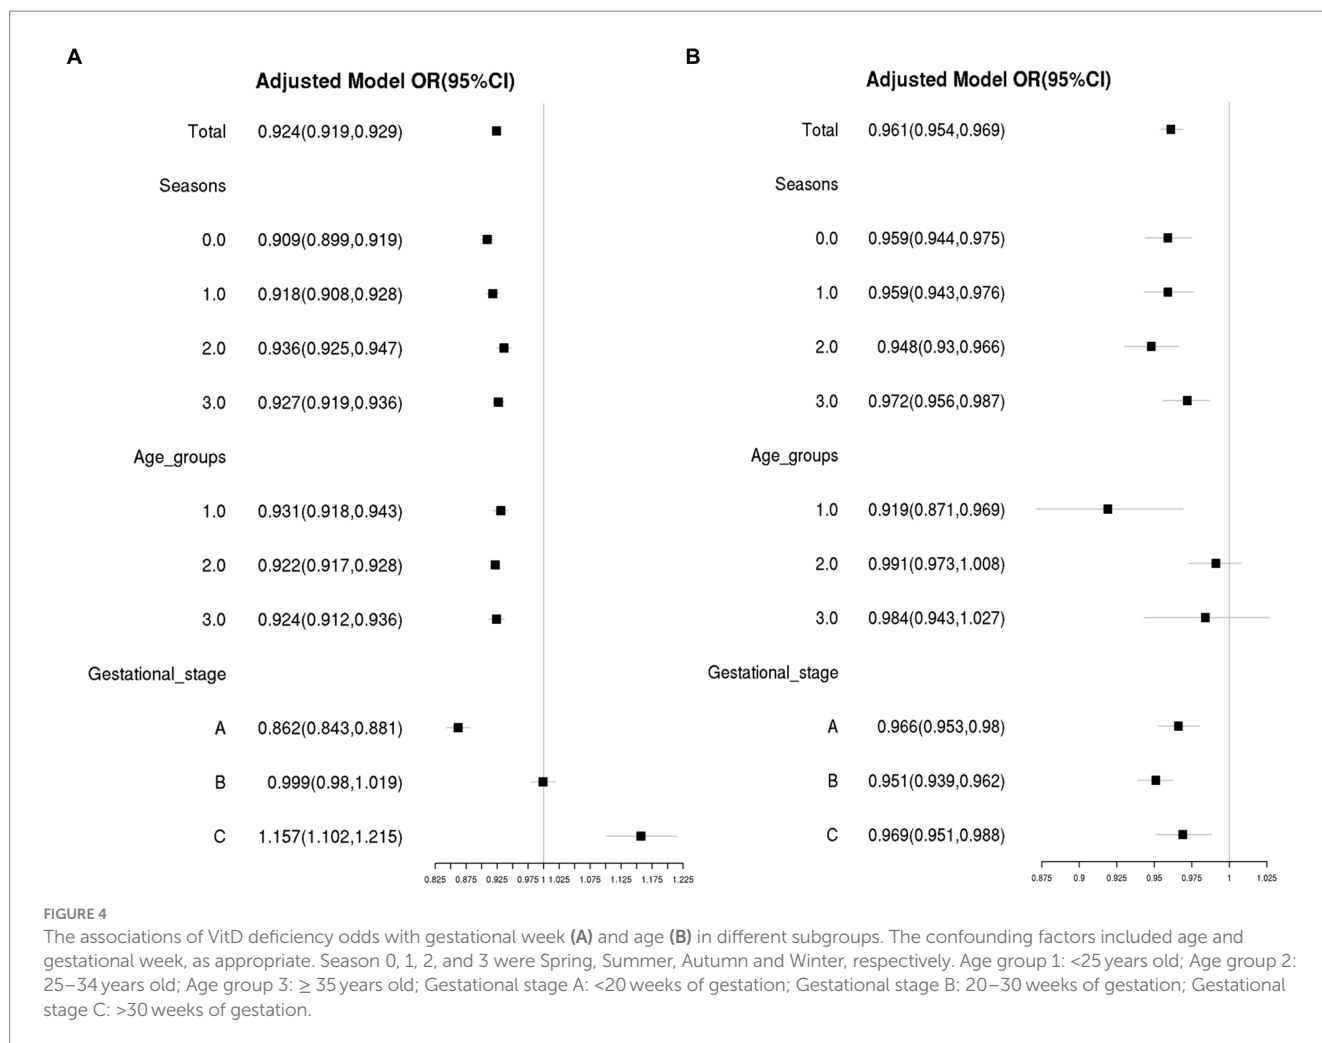 A
Adjusted Model OR(95%CI)
Total 0.924(0.919,0.929)
Seasons
0.0 0.909(0.899,0.919)
1.0 0.918(0.908,0.928)
2.0 0.936(0.925,0.947)
3.0 0.927(0.919,0.936)
Age_groups
1.0 0.931(0.918,0.943)
2.0 0.922(0.917,0.928)
3.0 0.924(0.912,0.936)
Gestational_stage
A 0.862(0.843,0.881)
B 0.999(0.98,1.019)
C 1.157(1.102,1.215)
0.825 0.875 0.925 0.975 1 1.025 1.075 1.125 1.175 1.225
B
Adjusted Model OR(95%CI)
Total 0.961(0.954,0.969)
Seasons
0.0 0.959(0.944,0.975)
1.0 0.959(0.943,0.976)
2.0 0.948(0.93,0.966)
3.0 0.972(0.956,0.987)
Age_groups
1.0 0.919(0.871,0.969)
2.0 0.991(0.973,1.008)
3.0 0.984(0.943,1.027)
Gestational_stage
A 0.966(0.953,0.98)
B 0.951(0.939,0.962)
C 0.969(0.951,0.988)
0.875 0.9 0.925 0.95 0.975 1 1.025
FIGURE 4
The associations of VitD deficiency odds with gestational week (A) and age (B) in different subgroups. The confounding factors included age and
gestational week, as appropriate. Season 0, 1, 2, and 3 were Spring, Summer, Autumn and Winter, respectively. Age group 1: <25 years old; Age group 2:
25–34 years old; Age group 3: ≥ 35 years old; Gestational stage A: <20 weeks of gestation; Gestational stage B: 20–30 weeks of gestation; Gestational
stage C: >30 weeks of gestation.